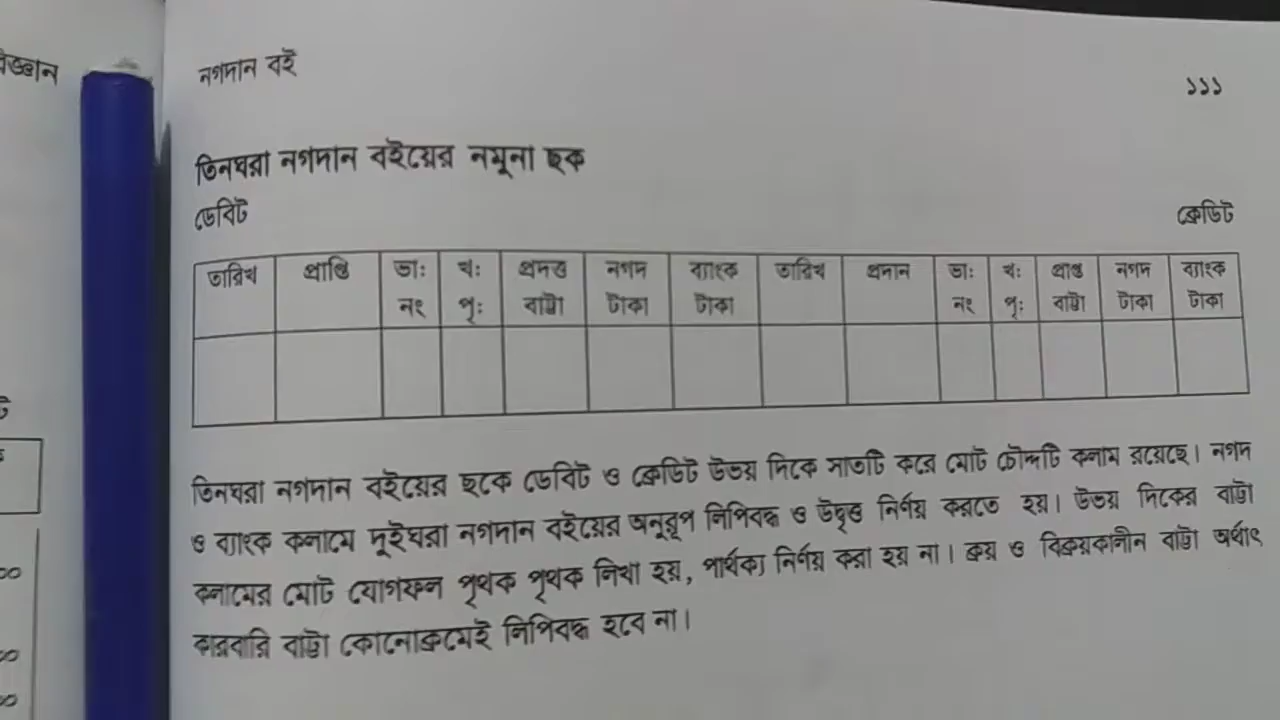 বিজ্ঞান
নগদান বই
১১১
তিনঘরা নগদান বইয়ের নমুনা ছক
ডেবিট
ক্রেডিট
তারিখ প্রাপ্তি ভাঃ খঃ প্রদত্ত নগদ ব্যাংক তারিখ প্রদান ভাঃ খঃ প্রাপ্ত নগদ ব্যাংক
নং পৃঃ বাট্টা টাকা টাকা নং পৃঃ বাট্টা টাকা টাকা
তিনঘরা নগদান বইয়ের ছকে ডেবিট ও ক্রেডিট উভয় দিকে সাতটি করে মোট চৌদ্দটি কলাম রয়েছে। নগদ
ও ব্যাংক কলামে দুইঘরা নগদান বইয়ের অনুরূপ লিপিবদ্ধ ও উদ্বৃত্ত নির্ণয় করতে হয়। উভয় দিকের বাট্টা
কলামের মোট যোগফল পৃথক পৃথক লিখা হয়, পার্থক্য নির্ণয় করা হয় না। ক্রয় ও বিক্রয়কালীন বাট্টা অর্থাৎ
কারবারি বাট্টা কোনোক্রমেই লিপিবদ্ধ হবে না।